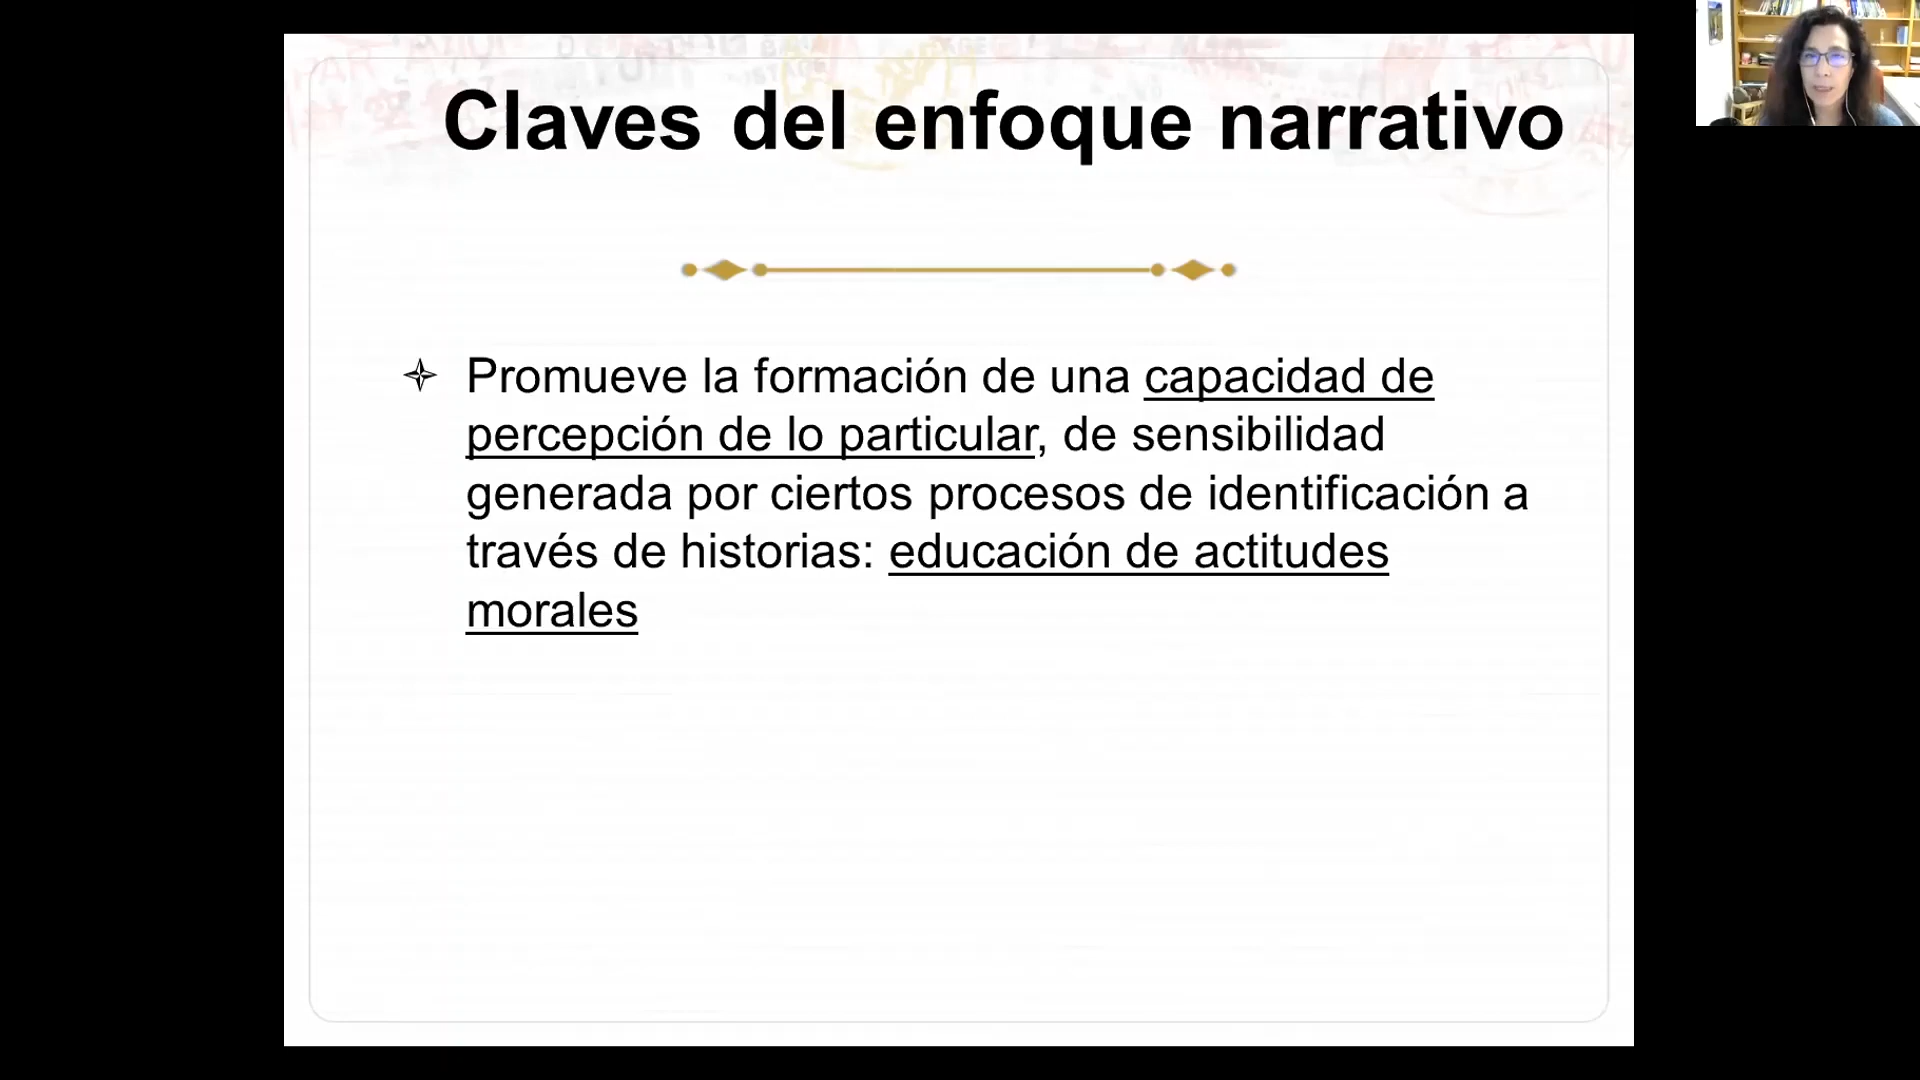 Claves del enfoque narrativo
Promueve la formación de una capacidad de
percepción de lo particular, de sensibilidad
generada por ciertos procesos de identificación a
través de historias: educación de actitudes
morales